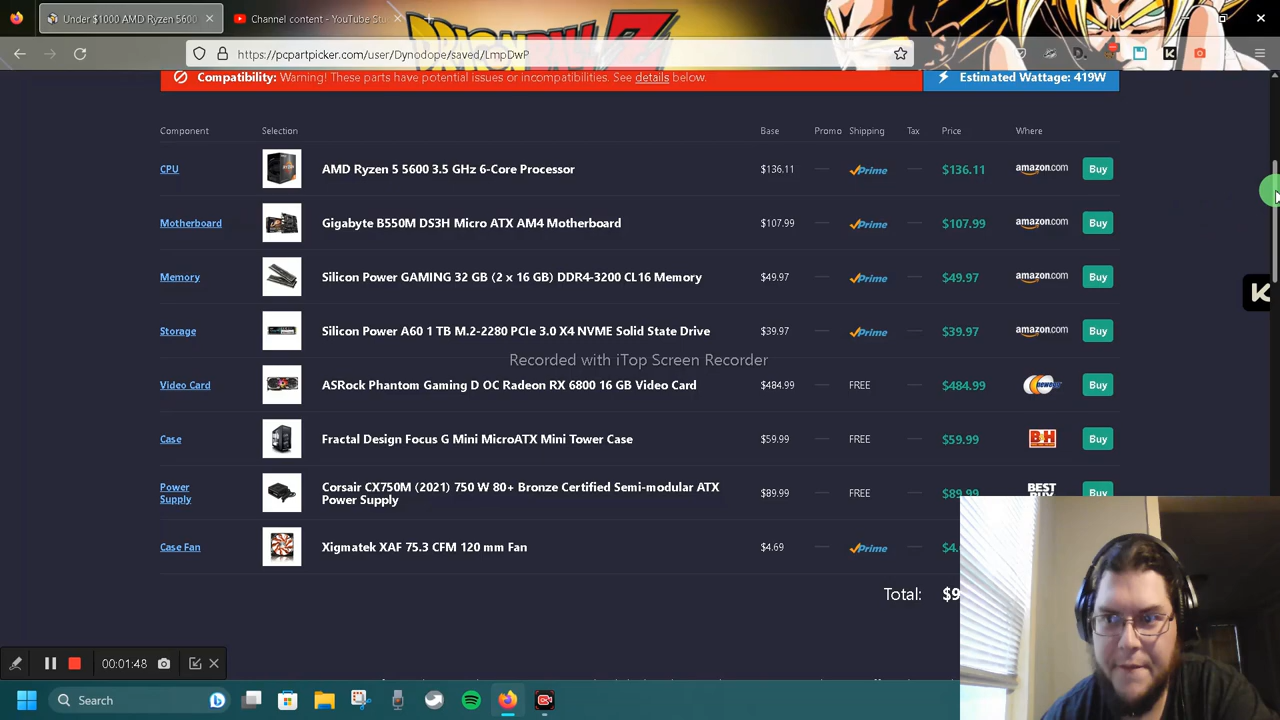 Under $1000 AMD Ryzen 5600
Channel content - YouTube Stu
https://pcpartpicker.com/user/Dynodope/saved/LmpDwP
Compatibility: Warning! These parts have potential issues or incompatibilities. See details below.
Estimated Wattage: 419W
Component Selection Base Promo Shipping Tax Price Where
CPU AMD Ryzen 5 5600 3.5 GHz 6-Core Processor $136.11 — Prime — $136.11 amazon.com Buy
Motherboard Gigabyte B550M DS3H Micro ATX AM4 Motherboard $107.99 — Prime — $107.99 amazon.com Buy
Memory Silicon Power GAMING 32 GB (2 x 16 GB) DDR4-3200 CL16 Memory $49.97 — Prime — $49.97 amazon.com Buy
Storage Silicon Power A60 1 TB M.2-2280 PCIe 3.0 X4 NVME Solid State Drive $39.97 — Prime — $39.97 amazon.com Buy
Recorded with iTop Screen Recorder
Video Card ASRock Phantom Gaming D OC Radeon RX 6800 16 GB Video Card $484.99 — FREE — $484.99 newegg Buy
Case Fractal Design Focus G Mini MicroATX Mini Tower Case $59.99 — FREE — $59.99 B&H Buy
Power Supply Corsair CX750M (2021) 750 W 80+ Bronze Certified Semi-modular ATX Power Supply $89.99 — FREE — $89.99 BEST BUY Buy
Case Fan Xigmatek XAF 75.3 CFM 120 mm Fan $4.69 — Prime — $4.
Total: $9
00:01:48
Search